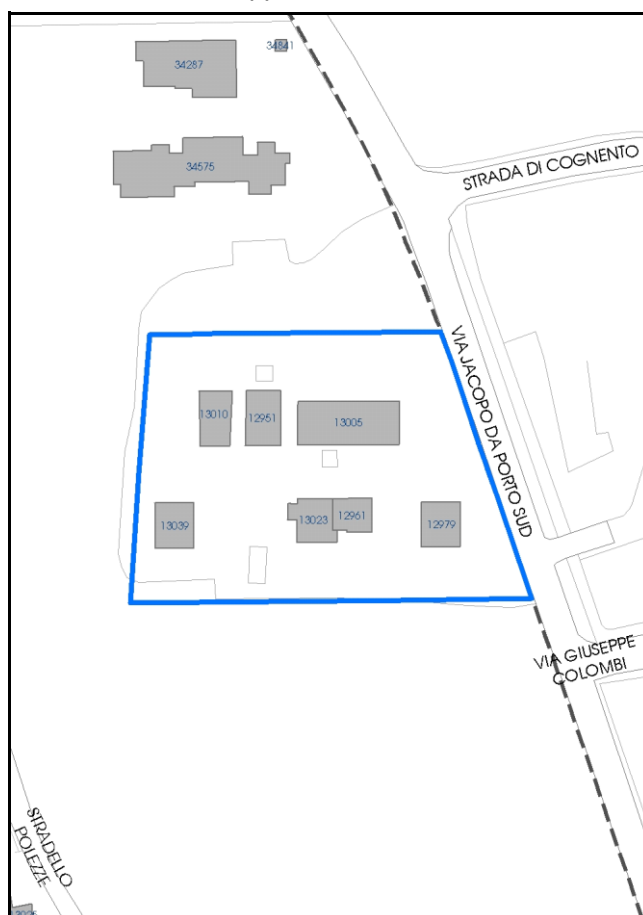 34841
34287
34575
STRADA DI COGNENTO
VIA JACOPO DA PORTO SUD
13010
12951
13005
13039
13023
12961
12979
VIA GIUSEPPE
COLOMBI
STRADELLO
POLEZZE